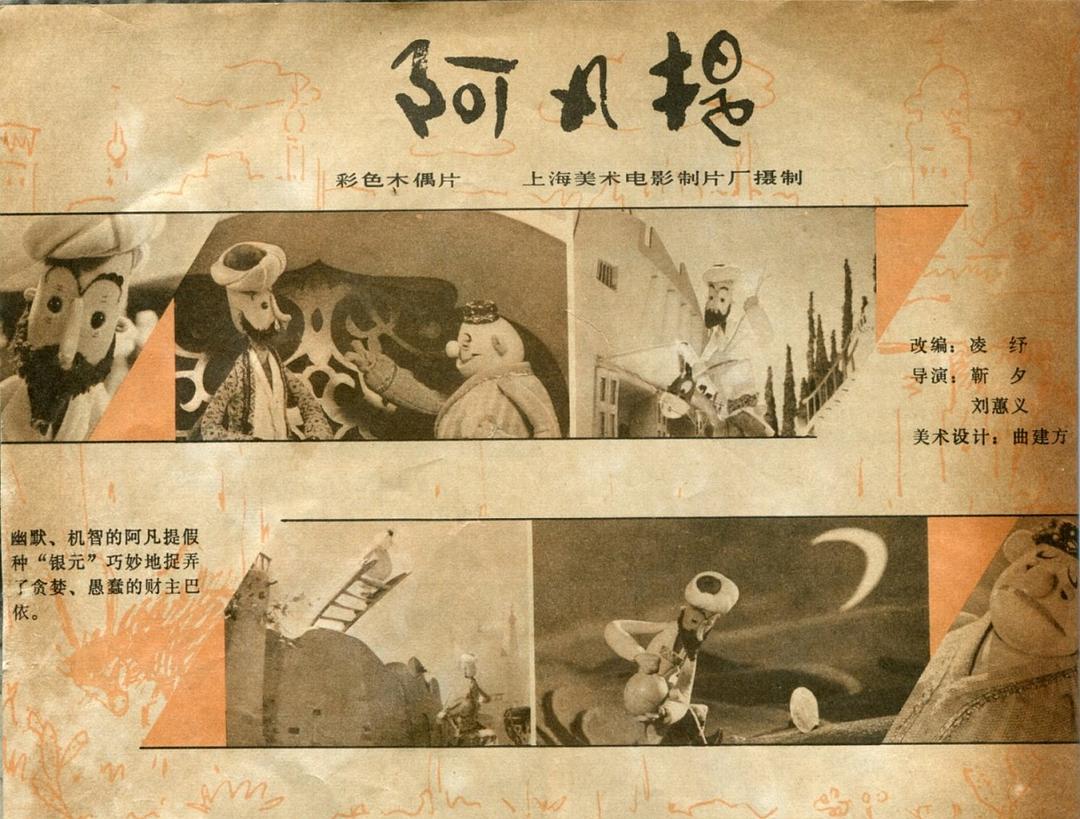 阿凡提
彩色木偶片 上海美术电影制片厂摄制
改编：凌 纾
导演：靳 夕
刘蕙义
美术设计：曲建方
幽默、机智的阿凡提假
种“银元”巧妙地捉弄
了贪婪、愚蠢的财主巴
依。